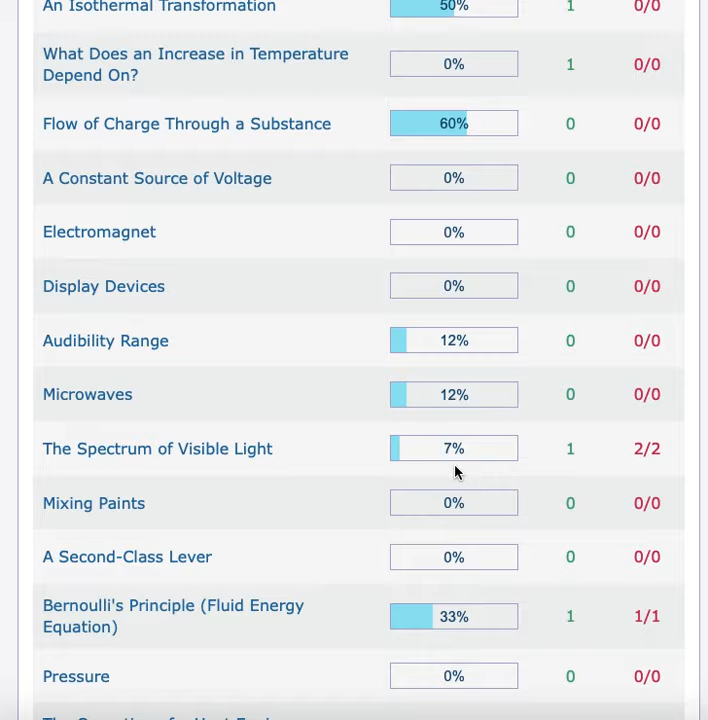 An Isothermal Transformation 50% 1 0/0
What Does an Increase in Temperature
Depend On? 0% 1 0/0
Flow of Charge Through a Substance 60% 0 0/0
A Constant Source of Voltage 0% 0 0/0
Electromagnet 0% 0 0/0
Display Devices 0% 0 0/0
Audibility Range 12% 0 0/0
Microwaves 12% 0 0/0
The Spectrum of Visible Light 7% 1 2/2
Mixing Paints 0% 0 0/0
A Second-Class Lever 0% 0 0/0
Bernoulli's Principle (Fluid Energy
Equation) 33% 1 1/1
Pressure 0% 0 0/0